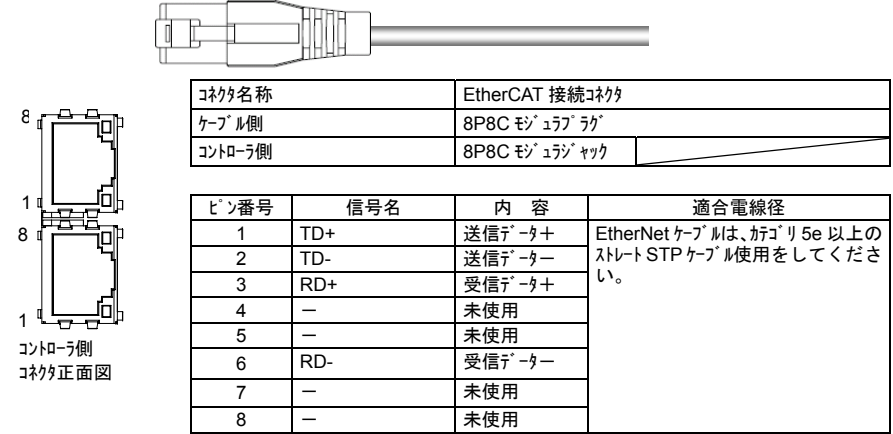 コネクタ名称 EtherCAT 接続コネクタ
ケーブル側 8P8C モジュラプラグ
コントローラ側 8P8C モジュラジャック
8
1
8
1
コントローラ側
コネクタ正面図
ピン番号 信号名 内 容 適合電線径
1 TD+ 送信データ＋ EtherNet ケーブルは、カテゴリ 5e 以上の
2 TD- 送信データ－ ストレート STP ケーブル使用をしてくださ
3 RD+ 受信データ＋ い。
4 － 未使用
5 － 未使用
6 RD- 受信データ－
7 － 未使用
8 － 未使用